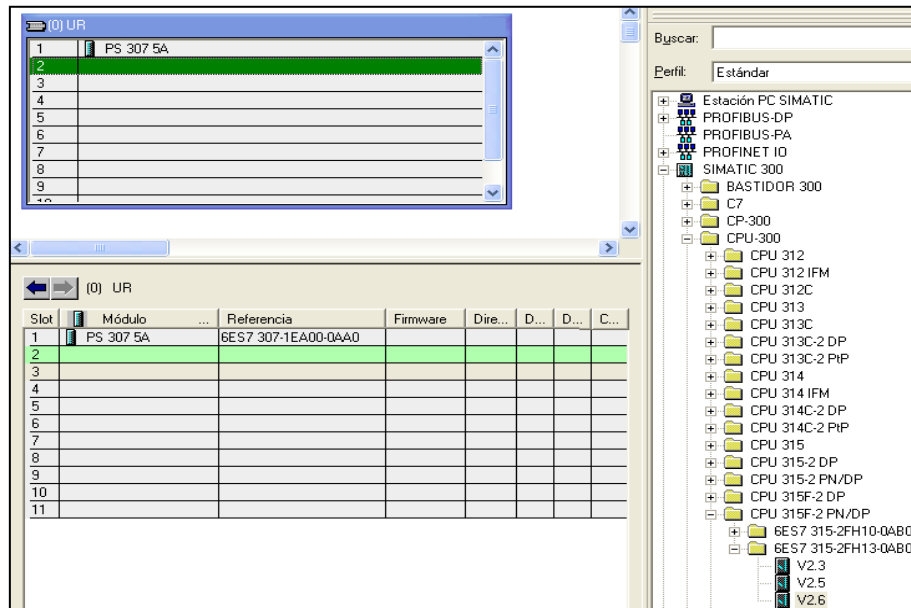 (0) UR
1 PS 307 5A
2
3
4
5
6
7
8
9
10
(0) UR
Slot Módulo ... Referencia Firmware Dire... D... D... C...
1 PS 307 5A 6ES7 307-1EA00-0AA0
2
3
4
5
6
7
8
9
10
11
Buscar:
Perfil: Estándar
Estación PC SIMATIC
PROFIBUS-DP
PROFIBUS-PA
PROFINET IO
SIMATIC 300
BASTIDOR 300
C7
CP-300
CPU-300
CPU 312
CPU 312 IFM
CPU 312C
CPU 313
CPU 313C
CPU 313C-2 DP
CPU 313C-2 PtP
CPU 314
CPU 314 IFM
CPU 314C-2 DP
CPU 314C-2 PtP
CPU 315
CPU 315-2 DP
CPU 315-2 PN/DP
CPU 315F-2 DP
CPU 315F-2 PN/DP
6ES7 315-2FH10-0AB0
6ES7 315-2FH13-0AB0
V2.3
V2.5
V2.6